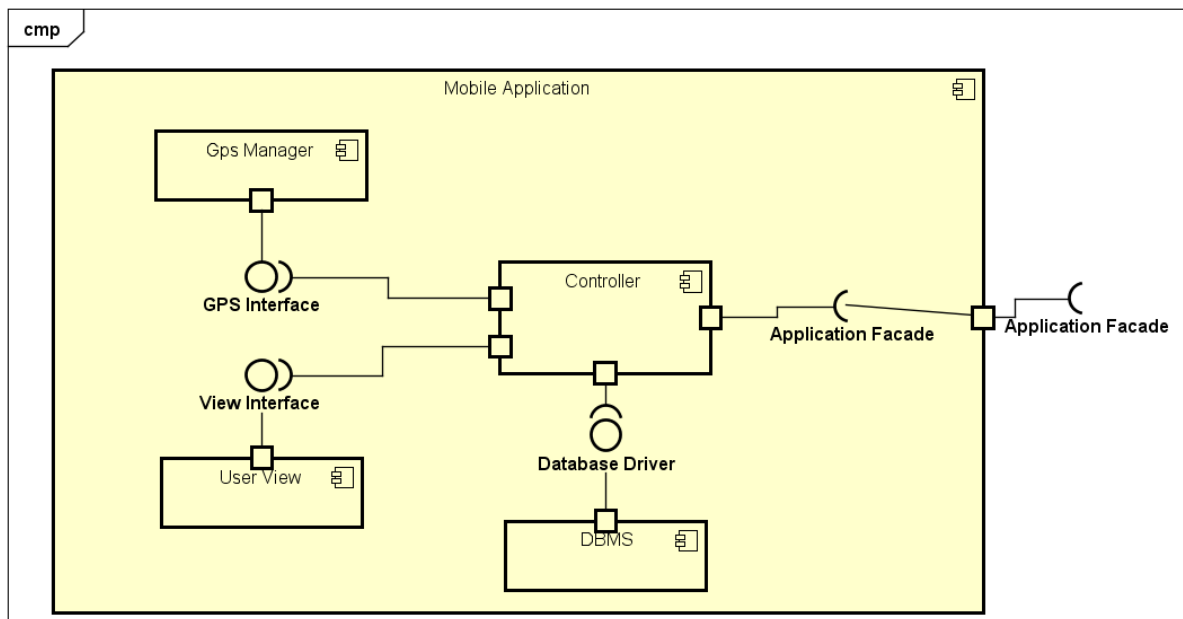 cmp
Mobile Application
Gps Manager
GPS Interface
Controller
Application Facade
Application Facade
View Interface
User View
Database Driver
DBMS